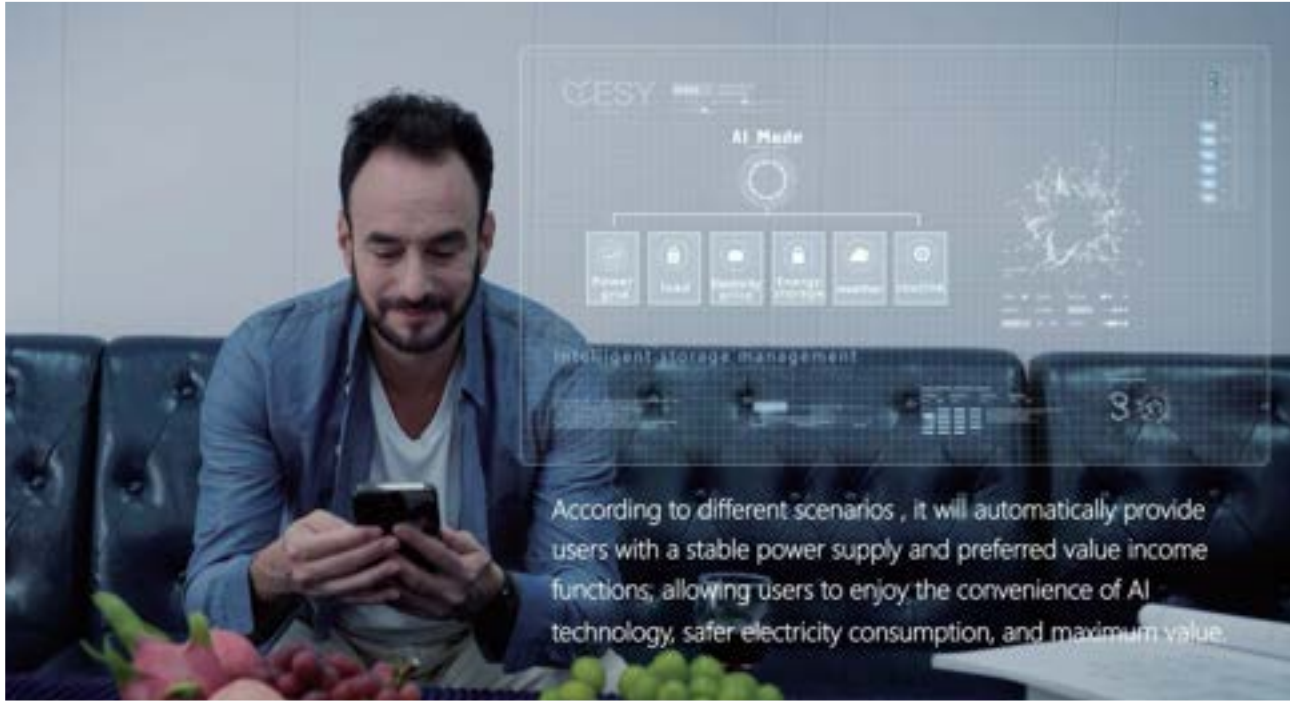 ESY
AI Mode
Power grid
load
Electricity price
Energy storage
weather
Intelligent storage management
3
According to different scenarios , it will automatically provide
users with a stable power supply and preferred value income
functions, allowing users to enjoy the convenience of AI
technology, safer electricity consumption, and maximum value.